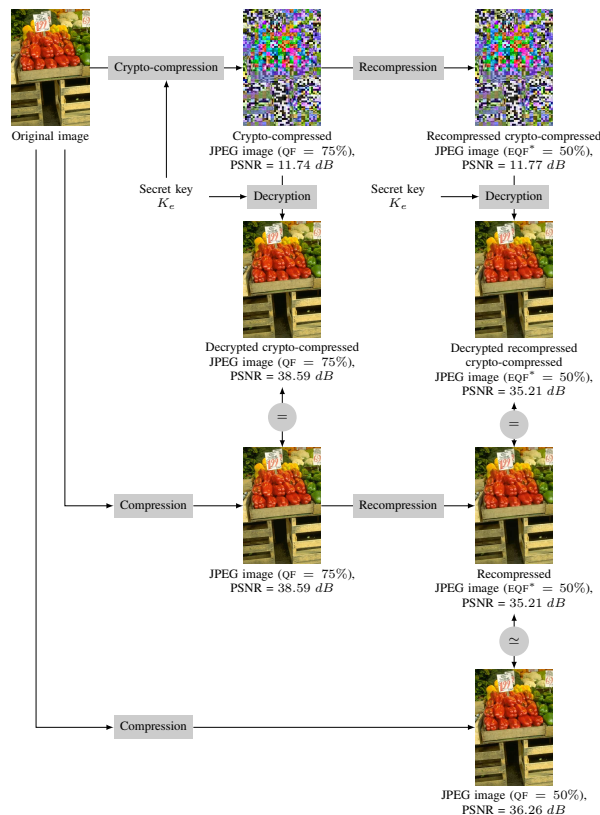 Crypto-compression
Recompression
Original image
Crypto-compressed
JPEG image (QF = 75%),
PSNR = 11.74 dB
Recompressed crypto-compressed
JPEG image (EQF* = 50%),
PSNR = 11.77 dB
Secret key
K_e
Decryption
Secret key
K_e
Decryption
Decrypted crypto-compressed
JPEG image (QF = 75%),
PSNR = 38.59 dB
Decrypted recompressed
crypto-compressed
JPEG image (EQF* = 50%),
PSNR = 35.21 dB
=
=
Compression
Recompression
JPEG image (QF = 75%),
PSNR = 38.59 dB
Recompressed
JPEG image (EQF* = 50%),
PSNR = 35.21 dB
≃
Compression
JPEG image (QF = 50%),
PSNR = 36.26 dB